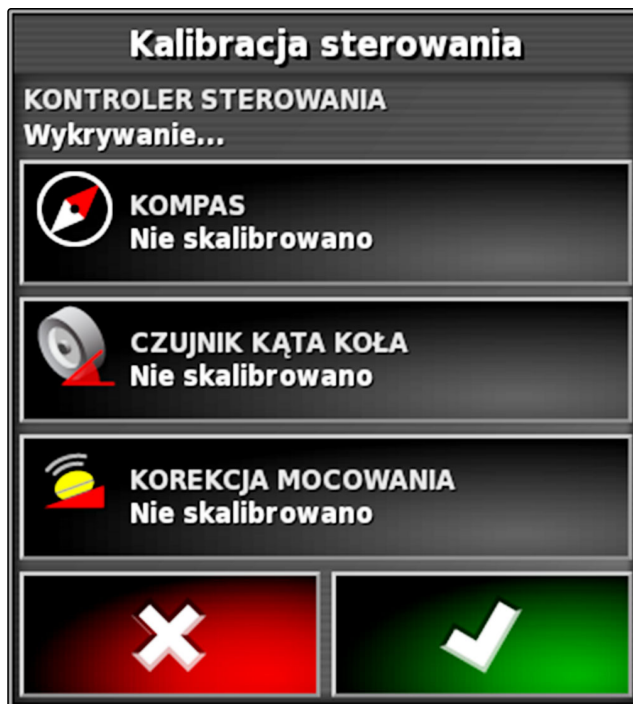 Kalibracja sterowania
KONTROLER STEROWANIA
Wykrywanie...
KOMPAS
Nie skalibrowano
CZUJNIK KĄTA KOŁA
Nie skalibrowano
KOREKCJA MOCOWANIA
Nie skalibrowano